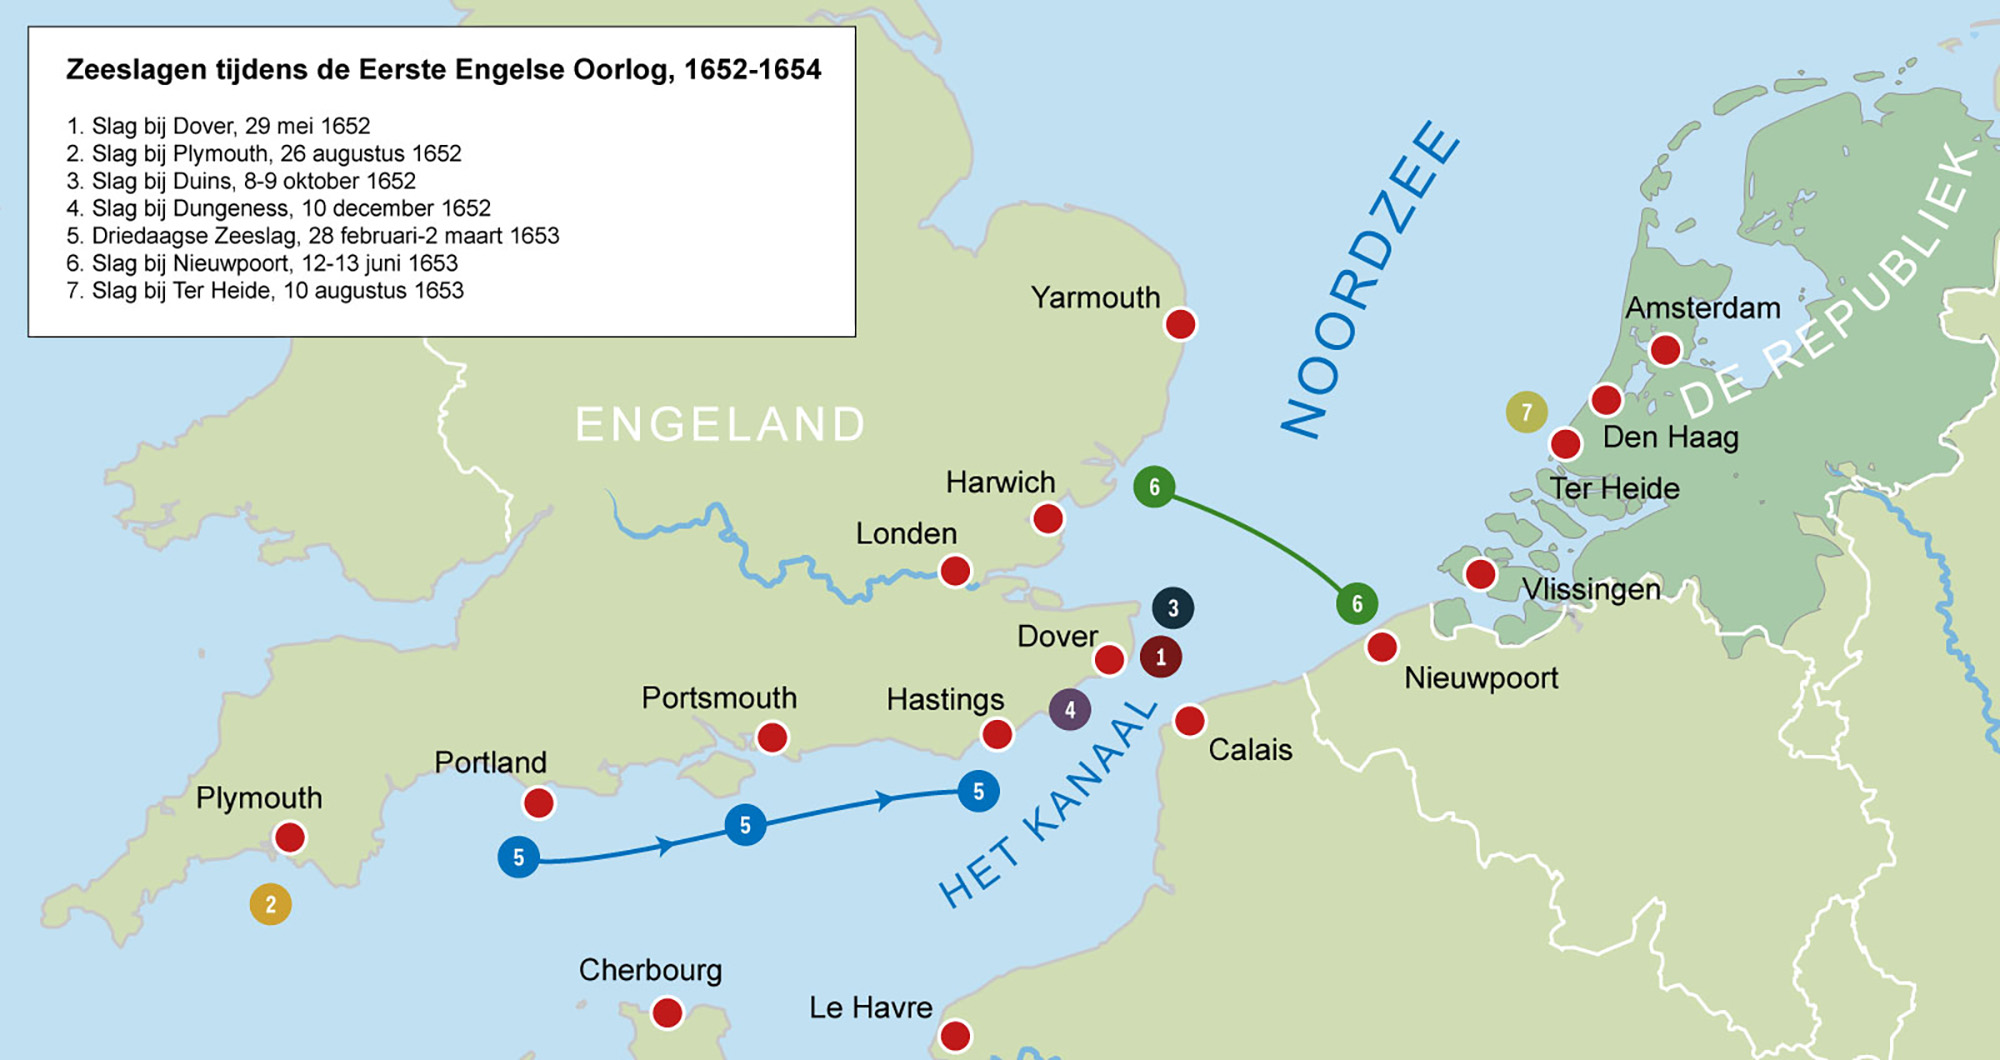 Zeeslagen tijdens de Eerste Engelse Oorlog, 1652-1654
1. Slag bij Dover, 29 mei 1652
2. Slag bij Plymouth, 26 augustus 1652
3. Slag bij Duins, 8-9 oktober 1652
4. Slag bij Dungeness, 10 december 1652
5. Driedaagse Zeeslag, 28 februari-2 maart 1653
6. Slag bij Nieuwpoort, 12-13 juni 1653
7. Slag bij Ter Heide, 10 augustus 1653
NOORDZEE
DE REPUBLIEK
Yarmouth
Amsterdam
ENGELAND
7
Den Haag
Harwich
6
Ter Heide
Londen
Vlissingen
3
6
Dover
1
Nieuwpoort
Portsmouth
Hastings
4
Calais
HET KANAAL
Portland
Plymouth
5
5
5
2
Cherbourg
Le Havre